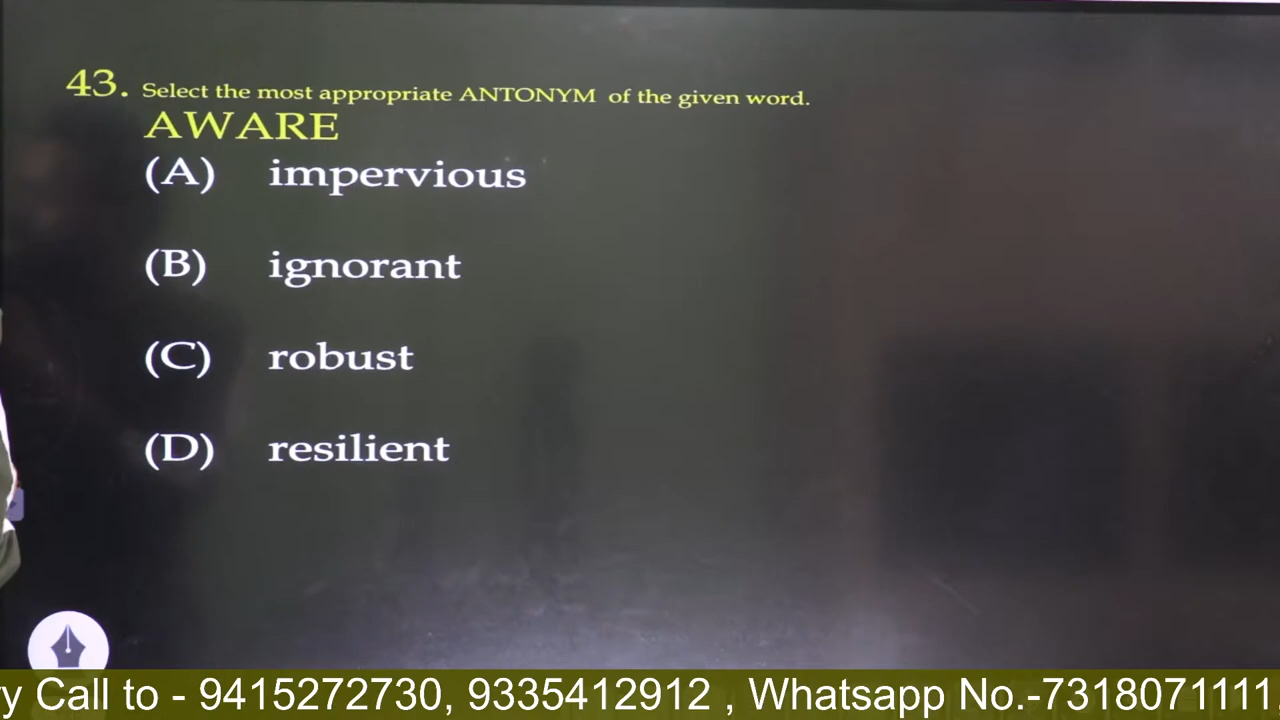 43. Select the most appropriate ANTONYM of the given word.
AWARE
(A) impervious
(B) ignorant
(C) robust
(D) resilient
y Call to - 9415272730, 9335412912 , Whatsapp No.-7318071111.